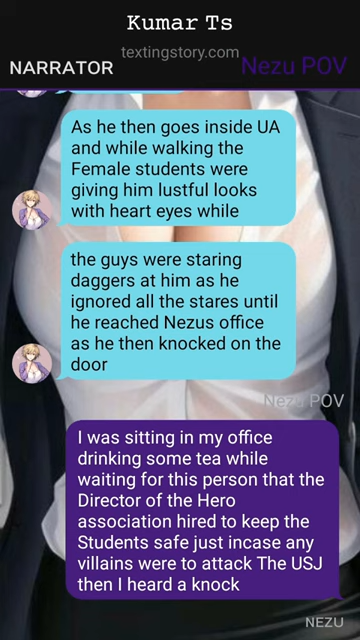 Kumar Ts
textingstory.com
NARRATOR
Nezu POV
As he then goes inside UA
and while walking the
Female students were
giving him lustful looks
with heart eyes while
the guys were staring
daggers at him as he
ignored all the stares until
he reached Nezus office
as he then knocked on the
door
Nezu POV
I was sitting in my office
drinking some tea while
waiting for this person that the
Director of the Hero
association hired to keep the
Students safe just incase any
villains were to attack The USJ
then I heard a knock
NEZU